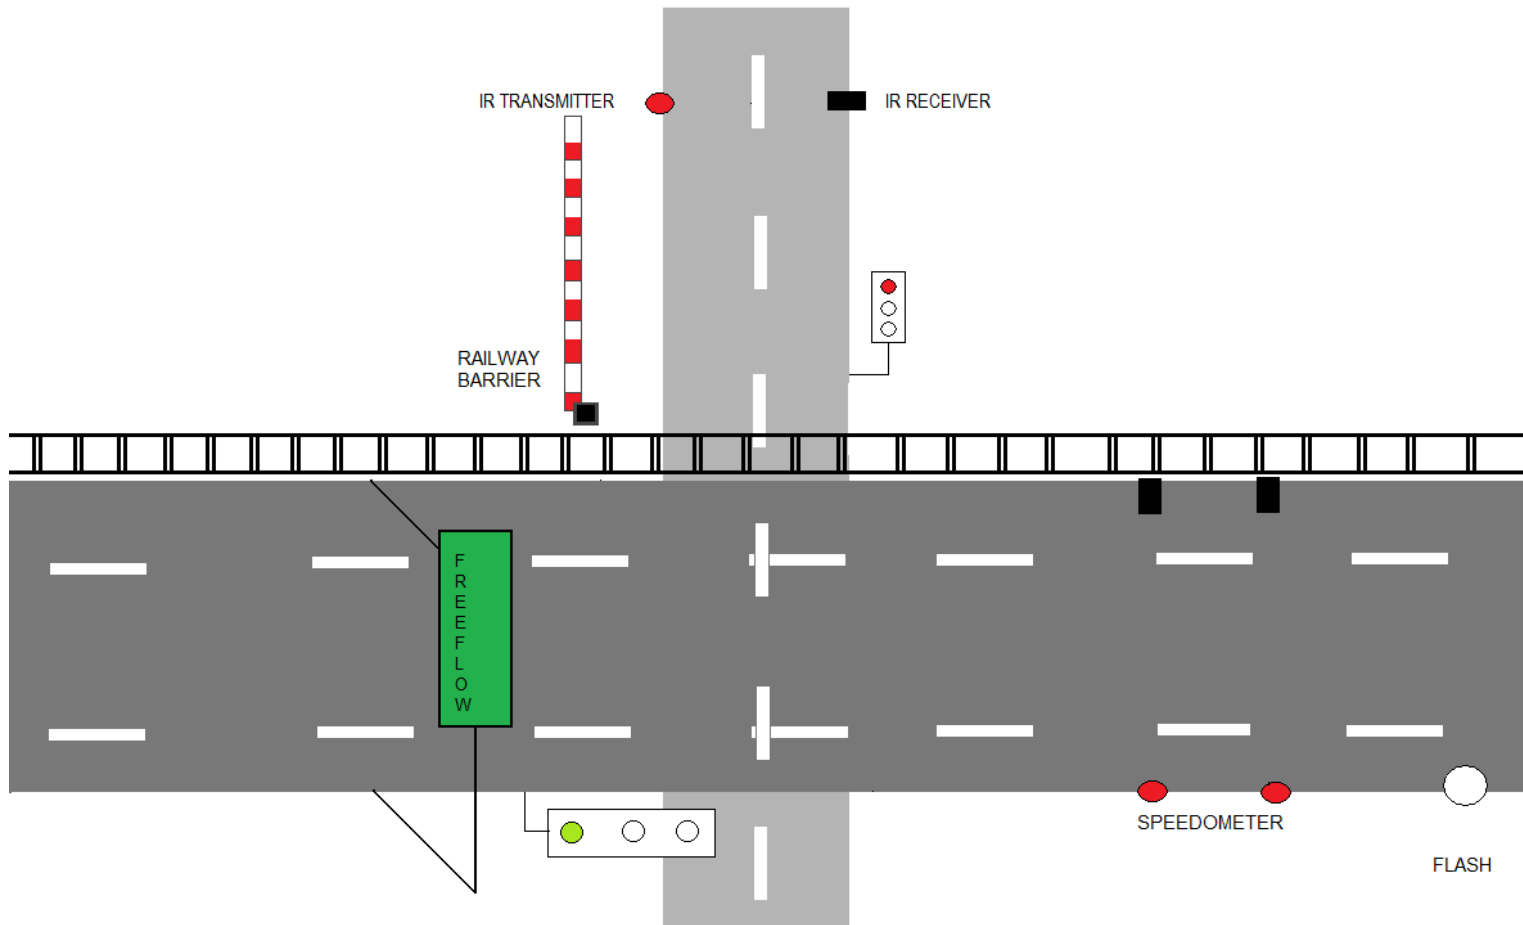 IR TRANSMITTER
IR RECEIVER
RAILWAY
BARRIER
F
R
E
E
F
L
O
W
SPEEDOMETER
FLASH